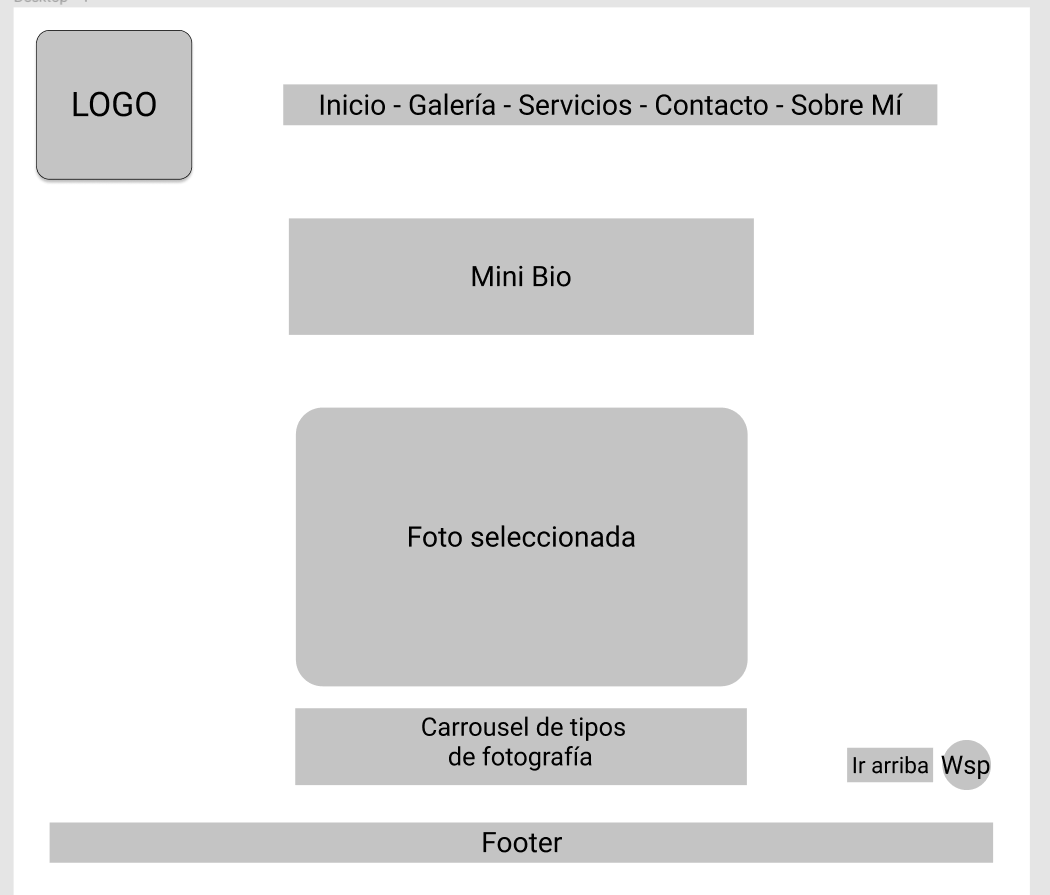 LOGO
Inicio - Galería - Servicios - Contacto - Sobre Mí
Mini Bio
Foto seleccionada
Carrousel de tipos
de fotografía
Ir arriba
Wsp
Footer